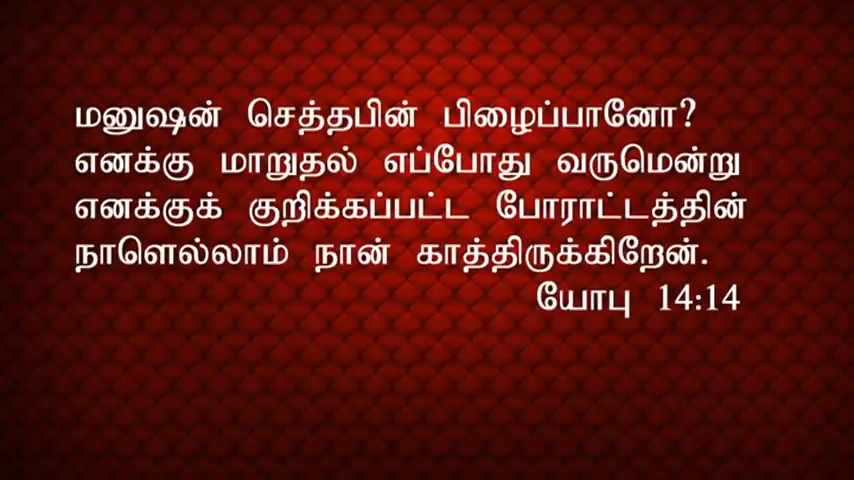 மனுஷன் செத்தபின் பிழைப்பானோ?
எனக்கு மாறுதல் எப்போது வருமென்று
எனக்குக் குறிக்கப்பட்ட போராட்டத்தின்
நாளெல்லாம் நான் காத்திருக்கிறேன்.
யோபு 14:14